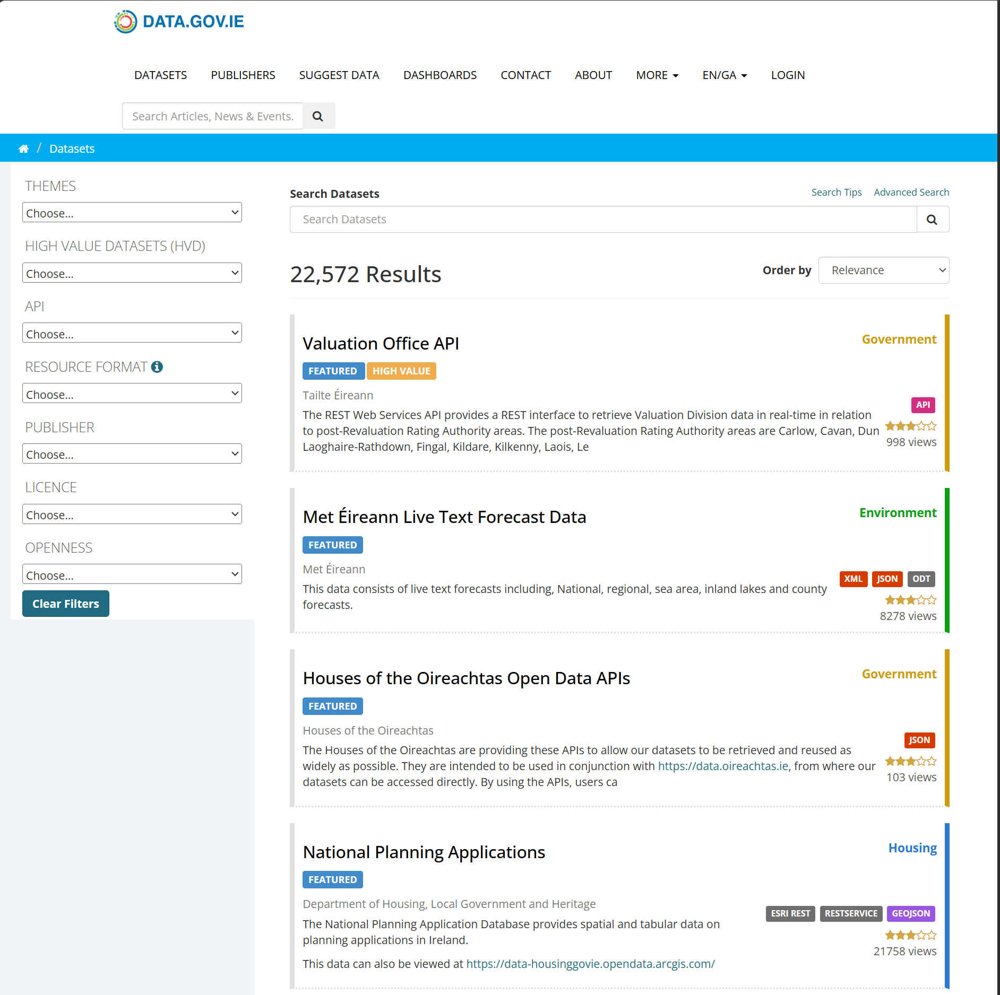 DATA.GOV.IE
DATASETS PUBLISHERS SUGGEST DATA DASHBOARDS CONTACT ABOUT MORE EN/GA LOGIN
Search Articles, News & Events.
/ Datasets
THEMES
Choose...
HIGH VALUE DATASETS (HVD)
Choose...
API
Choose...
RESOURCE FORMAT
Choose...
PUBLISHER
Choose...
LICENCE
Choose...
OPENNESS
Choose...
Clear Filters
Search Datasets
Search Tips Advanced Search
Search Datasets
22,572 Results
Order by Relevance
Valuation Office API
Government
FEATURED HIGH VALUE
Tailte Éireann
The REST Web Services API provides a REST interface to retrieve Valuation Division data in real-time in relation
to post-Revaluation Rating Authority areas. The post-Revaluation Rating Authority areas are Carlow, Cavan, Dun
Laoghaire-Rathdown, Fingal, Kildare, Kilkenny, Laois, Le
API
998 views
Met Éireann Live Text Forecast Data
Environment
FEATURED
Met Éireann
This data consists of live text forecasts including, National, regional, sea area, inland lakes and county
forecasts.
XML JSON ODT
8278 views
Houses of the Oireachtas Open Data APIs
Government
FEATURED
Houses of the Oireachtas
The Houses of the Oireachtas are providing these APIs to allow our datasets to be retrieved and reused as
widely as possible. They are intended to be used in conjunction with https://data.oireachtas.ie, from where our
datasets can be accessed directly. By using the APIs, users ca
JSON
103 views
National Planning Applications
Housing
FEATURED
Department of Housing, Local Government and Heritage
The National Planning Application Database provides spatial and tabular data on
planning applications in Ireland.
This data can also be viewed at https://data-housinggovie.opendata.arcgis.com/
ESRI REST RESTSERVICE GEOJSON
21758 views